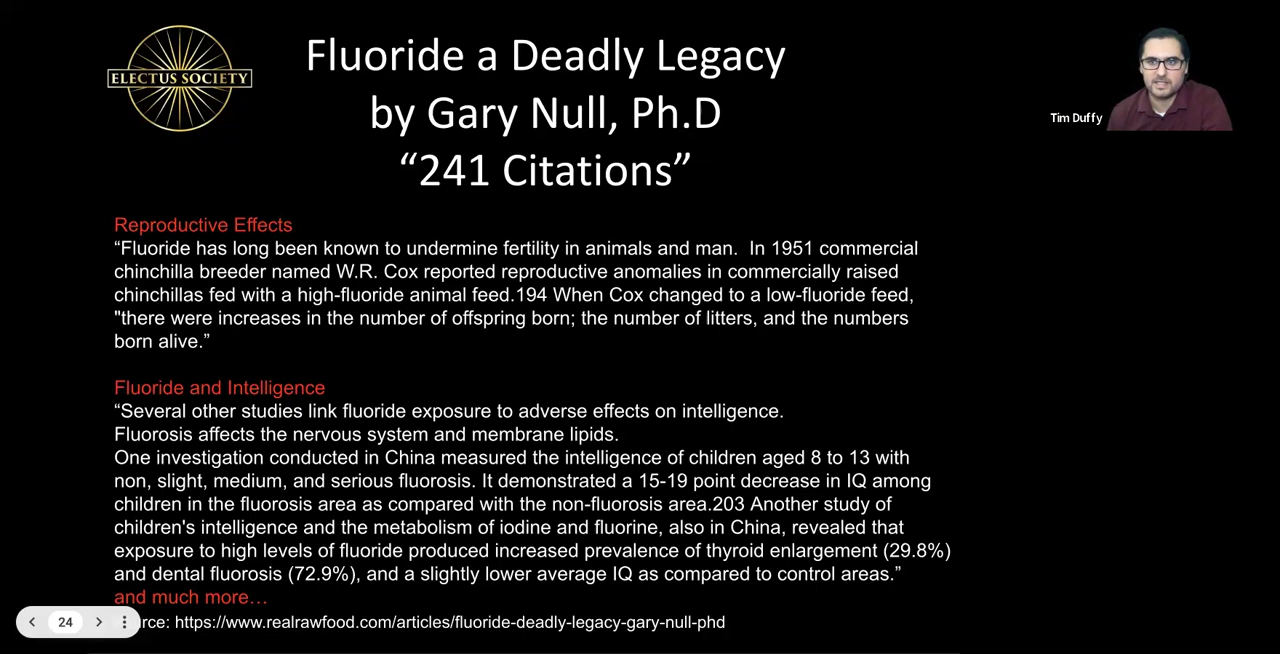 ELECTUS SOCIETY
Fluoride a Deadly Legacy
by Gary Null, Ph.D
“241 Citations”
Tim Duffy
Reproductive Effects
“Fluoride has long been known to undermine fertility in animals and man.  In 1951 commercial
chinchilla breeder named W.R. Cox reported reproductive anomalies in commercially raised
chinchillas fed with a high-fluoride animal feed.194 When Cox changed to a low-fluoride feed,
"there were increases in the number of offspring born; the number of litters, and the numbers
born alive.”
Fluoride and Intelligence
“Several other studies link fluoride exposure to adverse effects on intelligence.
Fluorosis affects the nervous system and membrane lipids.
One investigation conducted in China measured the intelligence of children aged 8 to 13 with
non, slight, medium, and serious fluorosis. It demonstrated a 15-19 point decrease in IQ among
children in the fluorosis area as compared with the non-fluorosis area.203 Another study of
children's intelligence and the metabolism of iodine and fluorine, also in China, revealed that
exposure to high levels of fluoride produced increased prevalence of thyroid enlargement (29.8%)
and dental fluorosis (72.9%), and a slightly lower average IQ as compared to control areas.”
and much more…
24
urce: https://www.realrawfood.com/articles/fluoride-deadly-legacy-gary-null-phd